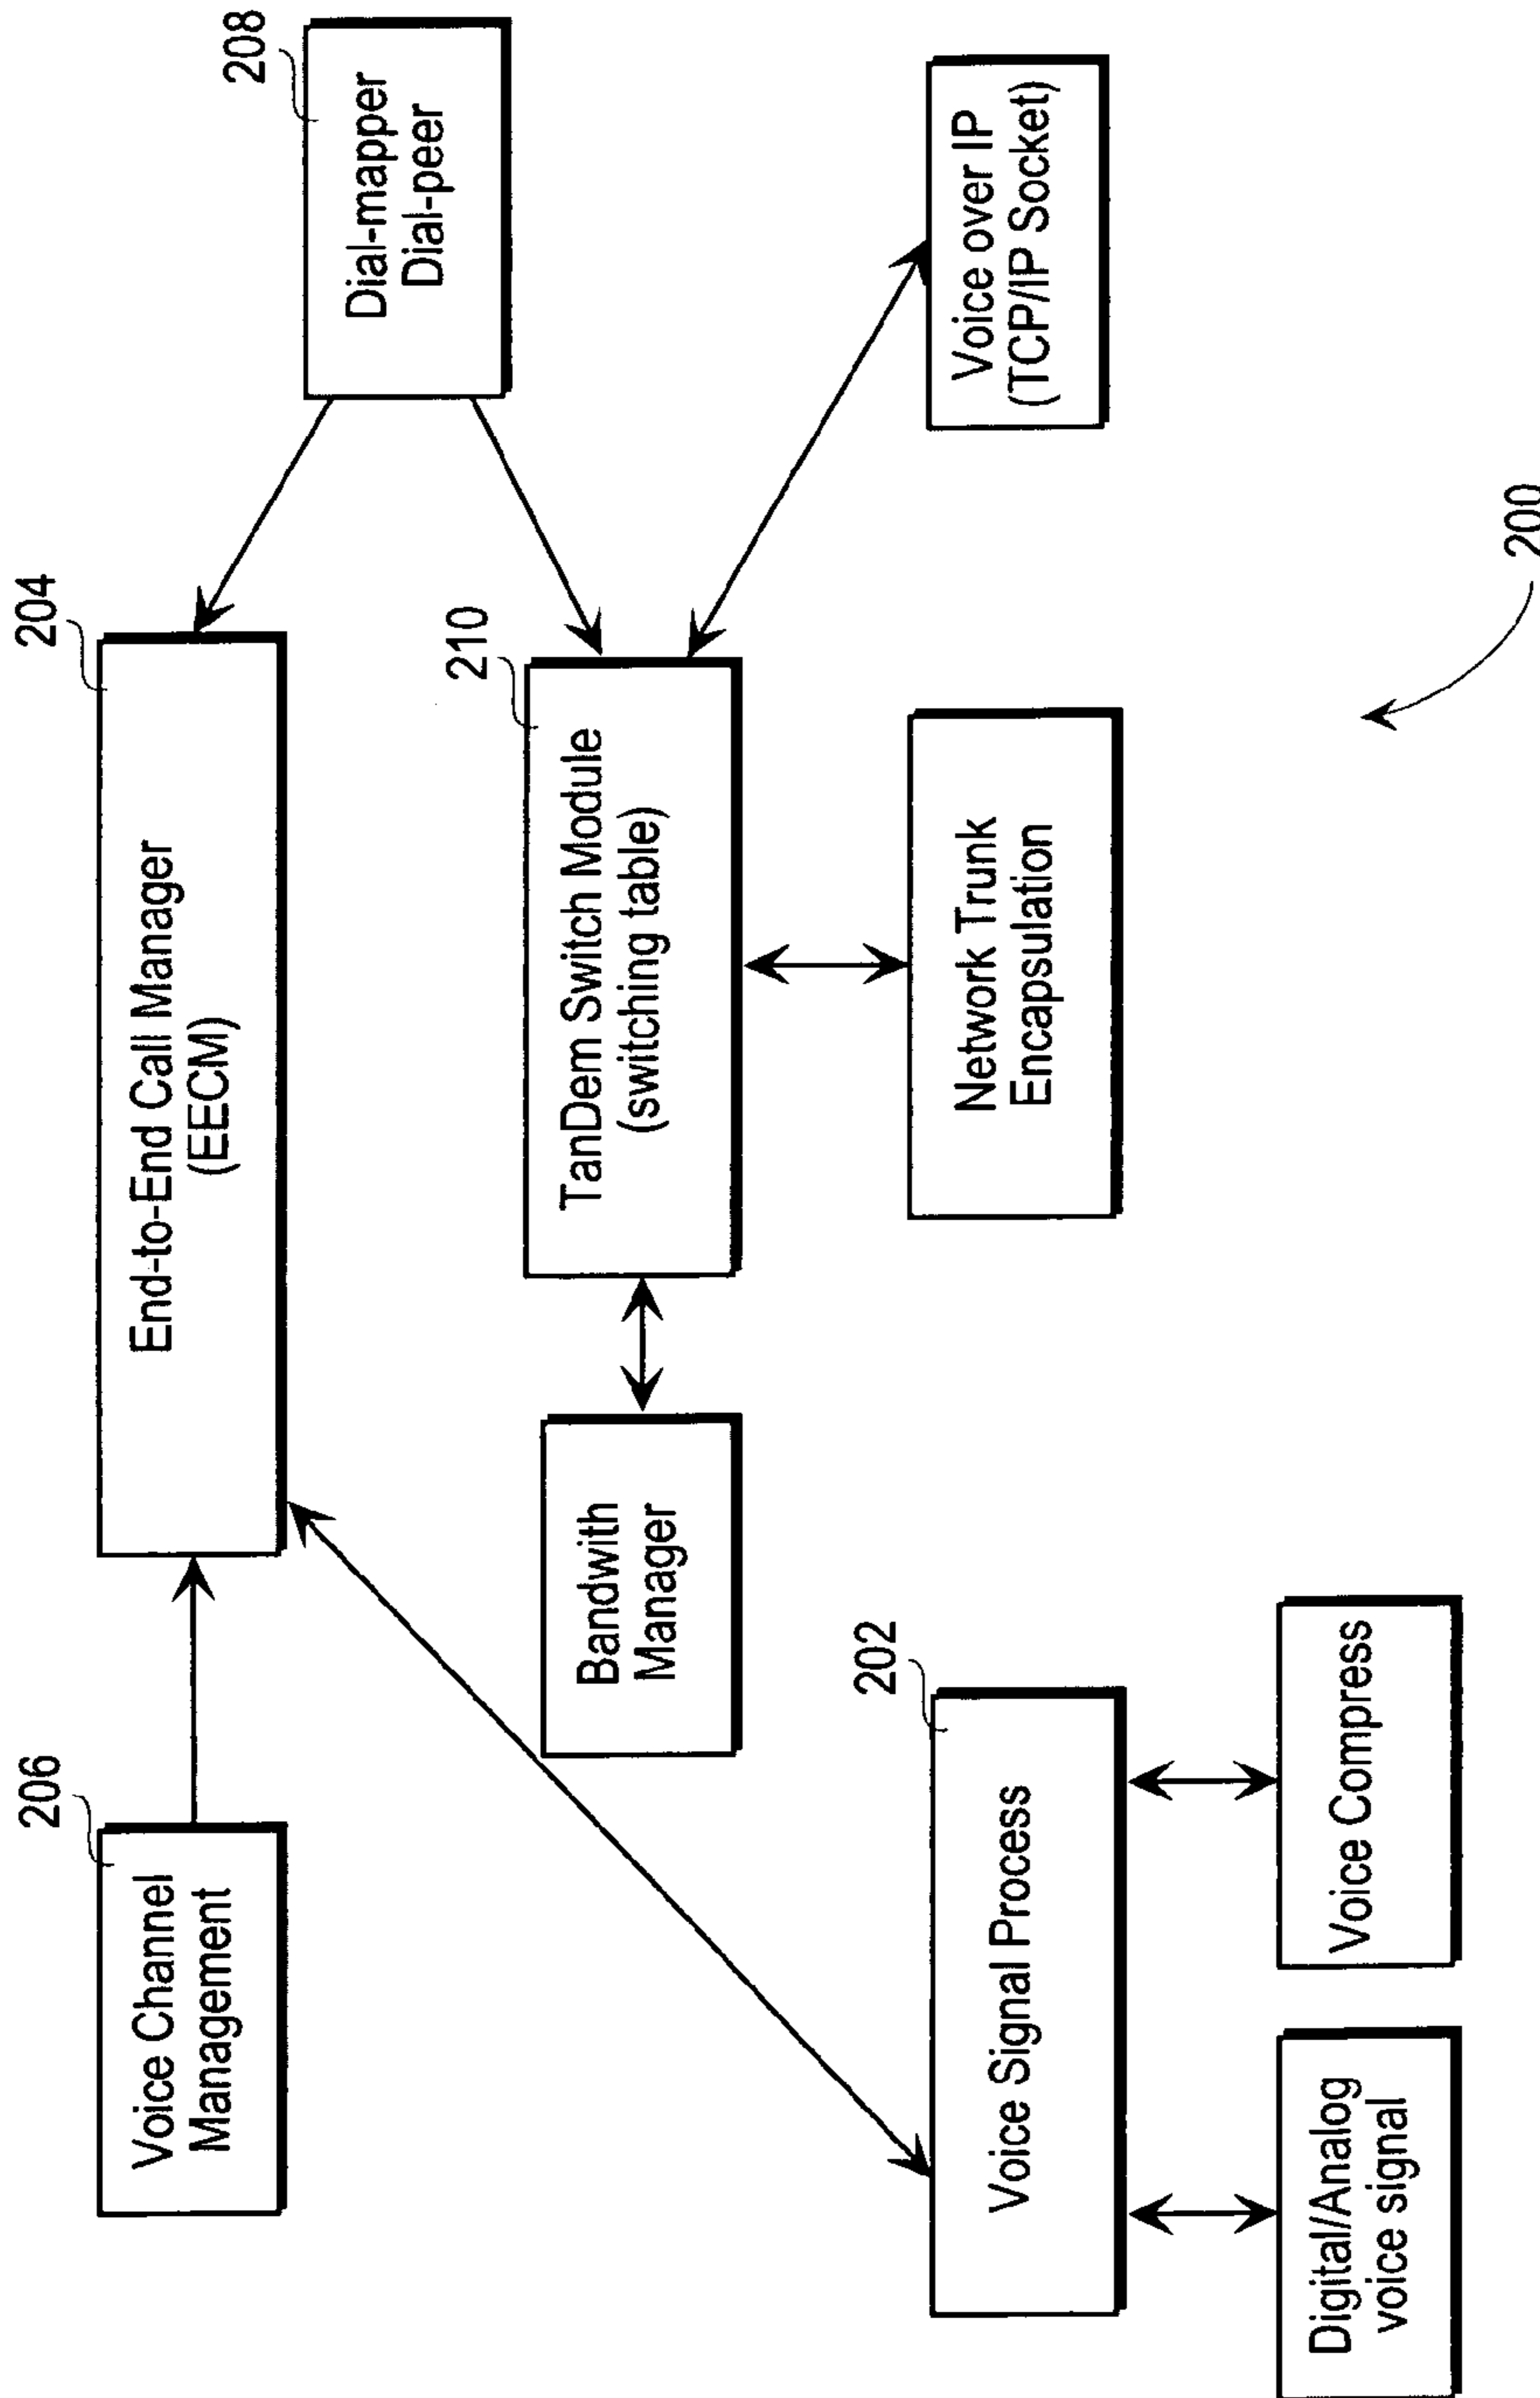 206
Voice Channel
Management
204
End-to-End Call Manager
(EECM)
208
Dial-mapper
Dial-peer
210
TanDem Switch Module
(switching table)
Bandwith
Manager
202
Voice Signal Process
Network Trunk
Encapsulation
Voice over IP
(TCP/IP Socket)
Digital/Analog
voice signal
Voice Compress
200